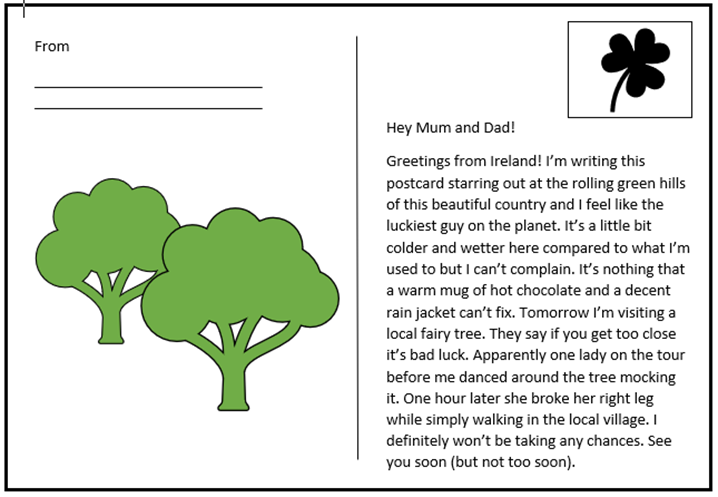 From
Hey Mum and Dad!
Greetings from Ireland! I’m writing this
postcard starring out at the rolling green hills
of this beautiful country and I feel like the
luckiest guy on the planet. It’s a little bit
colder and wetter here compared to what I’m
used to but I can’t complain. It’s nothing that
a warm mug of hot chocolate and a decent
rain jacket can’t fix. Tomorrow I’m visiting a
local fairy tree. They say if you get too close
it’s bad luck. Apparently one lady on the tour
before me danced around the tree mocking
it. One hour later she broke her right leg
while simply walking in the local village. I
definitely won’t be taking any chances. See
you soon (but not too soon).